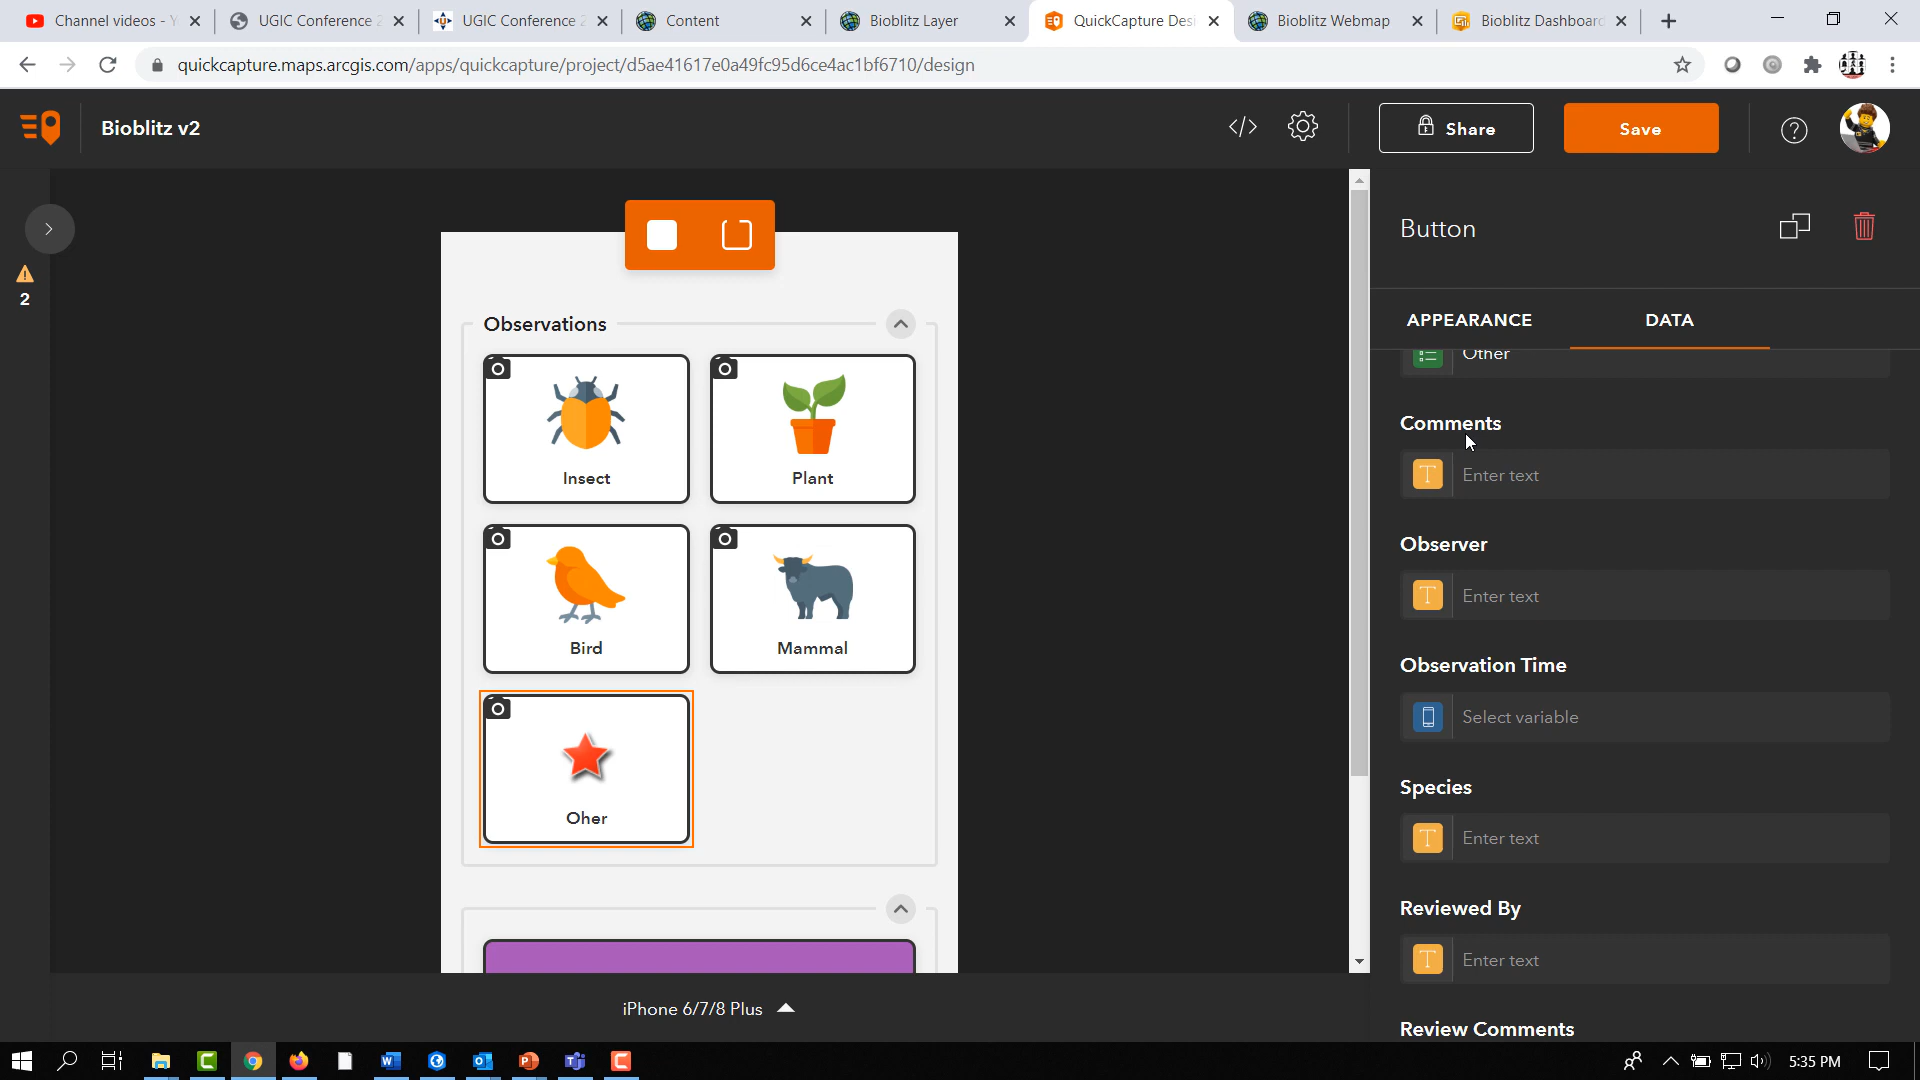 Channel videos - Y
UGIC Conference 2
UGIC Conference 2
Content
Bioblitz Layer
QuickCapture Desi
Bioblitz Webmap
Bioblitz Dashboard
quickcapture.maps.arcgis.com/apps/quickcapture/project/d5ae41617e0a49fc95d6ce4ac1bf6710/design
Bioblitz v2
Share
Save
2
Button
APPEARANCE
DATA
Observations
Insect
Plant
Bird
Mammal
Oher
Other
Comments
Enter text
Observer
Enter text
Observation Time
Select variable
Species
Enter text
Reviewed By
Enter text
Review Comments
iPhone 6/7/8 Plus
5:35 PM